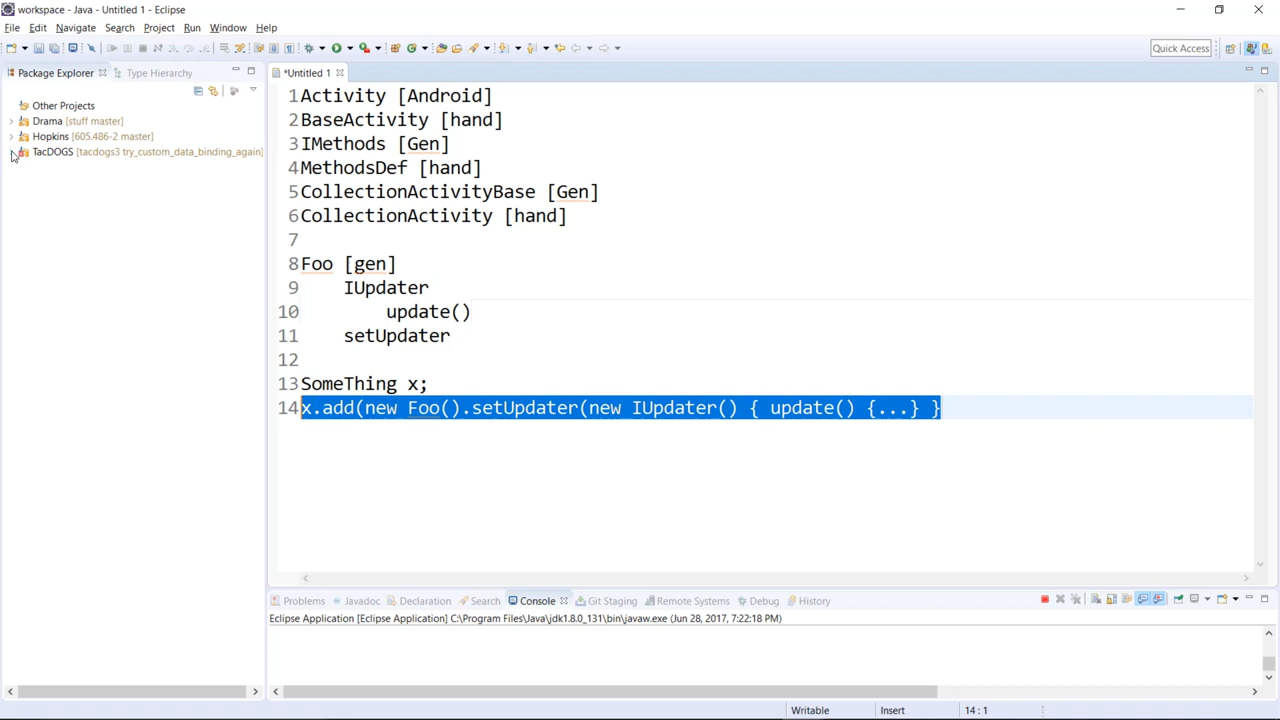 workspace - Java - Untitled 1 - Eclipse
File Edit Navigate Search Project Run Window Help
Quick Access
Package Explorer Type Hierarchy
Other Projects
Drama [stuff master]
Hopkins [605.486-2 master]
TacDOGS [tacdogs3 try_custom_data_binding_again]
*Untitled 1
1 Activity [Android]
2 BaseActivity [hand]
3 IMethods [Gen]
4 MethodsDef [hand]
5 CollectionActivityBase [Gen]
6 CollectionActivity [hand]
7
8 Foo [gen]
9 IUpdater
10 update()
11 setUpdater
12
13 SomeThing x;
14 x.add(new Foo().setUpdater(new IUpdater() { update() {...} }
Problems Javadoc Declaration Search Console Git Staging Remote Systems Debug History
Eclipse Application [Eclipse Application] C:\Program Files\Java\jdk1.8.0_131\bin\javaw.exe (Jun 28, 2017, 7:22:18 PM)
Writable Insert 14 : 1